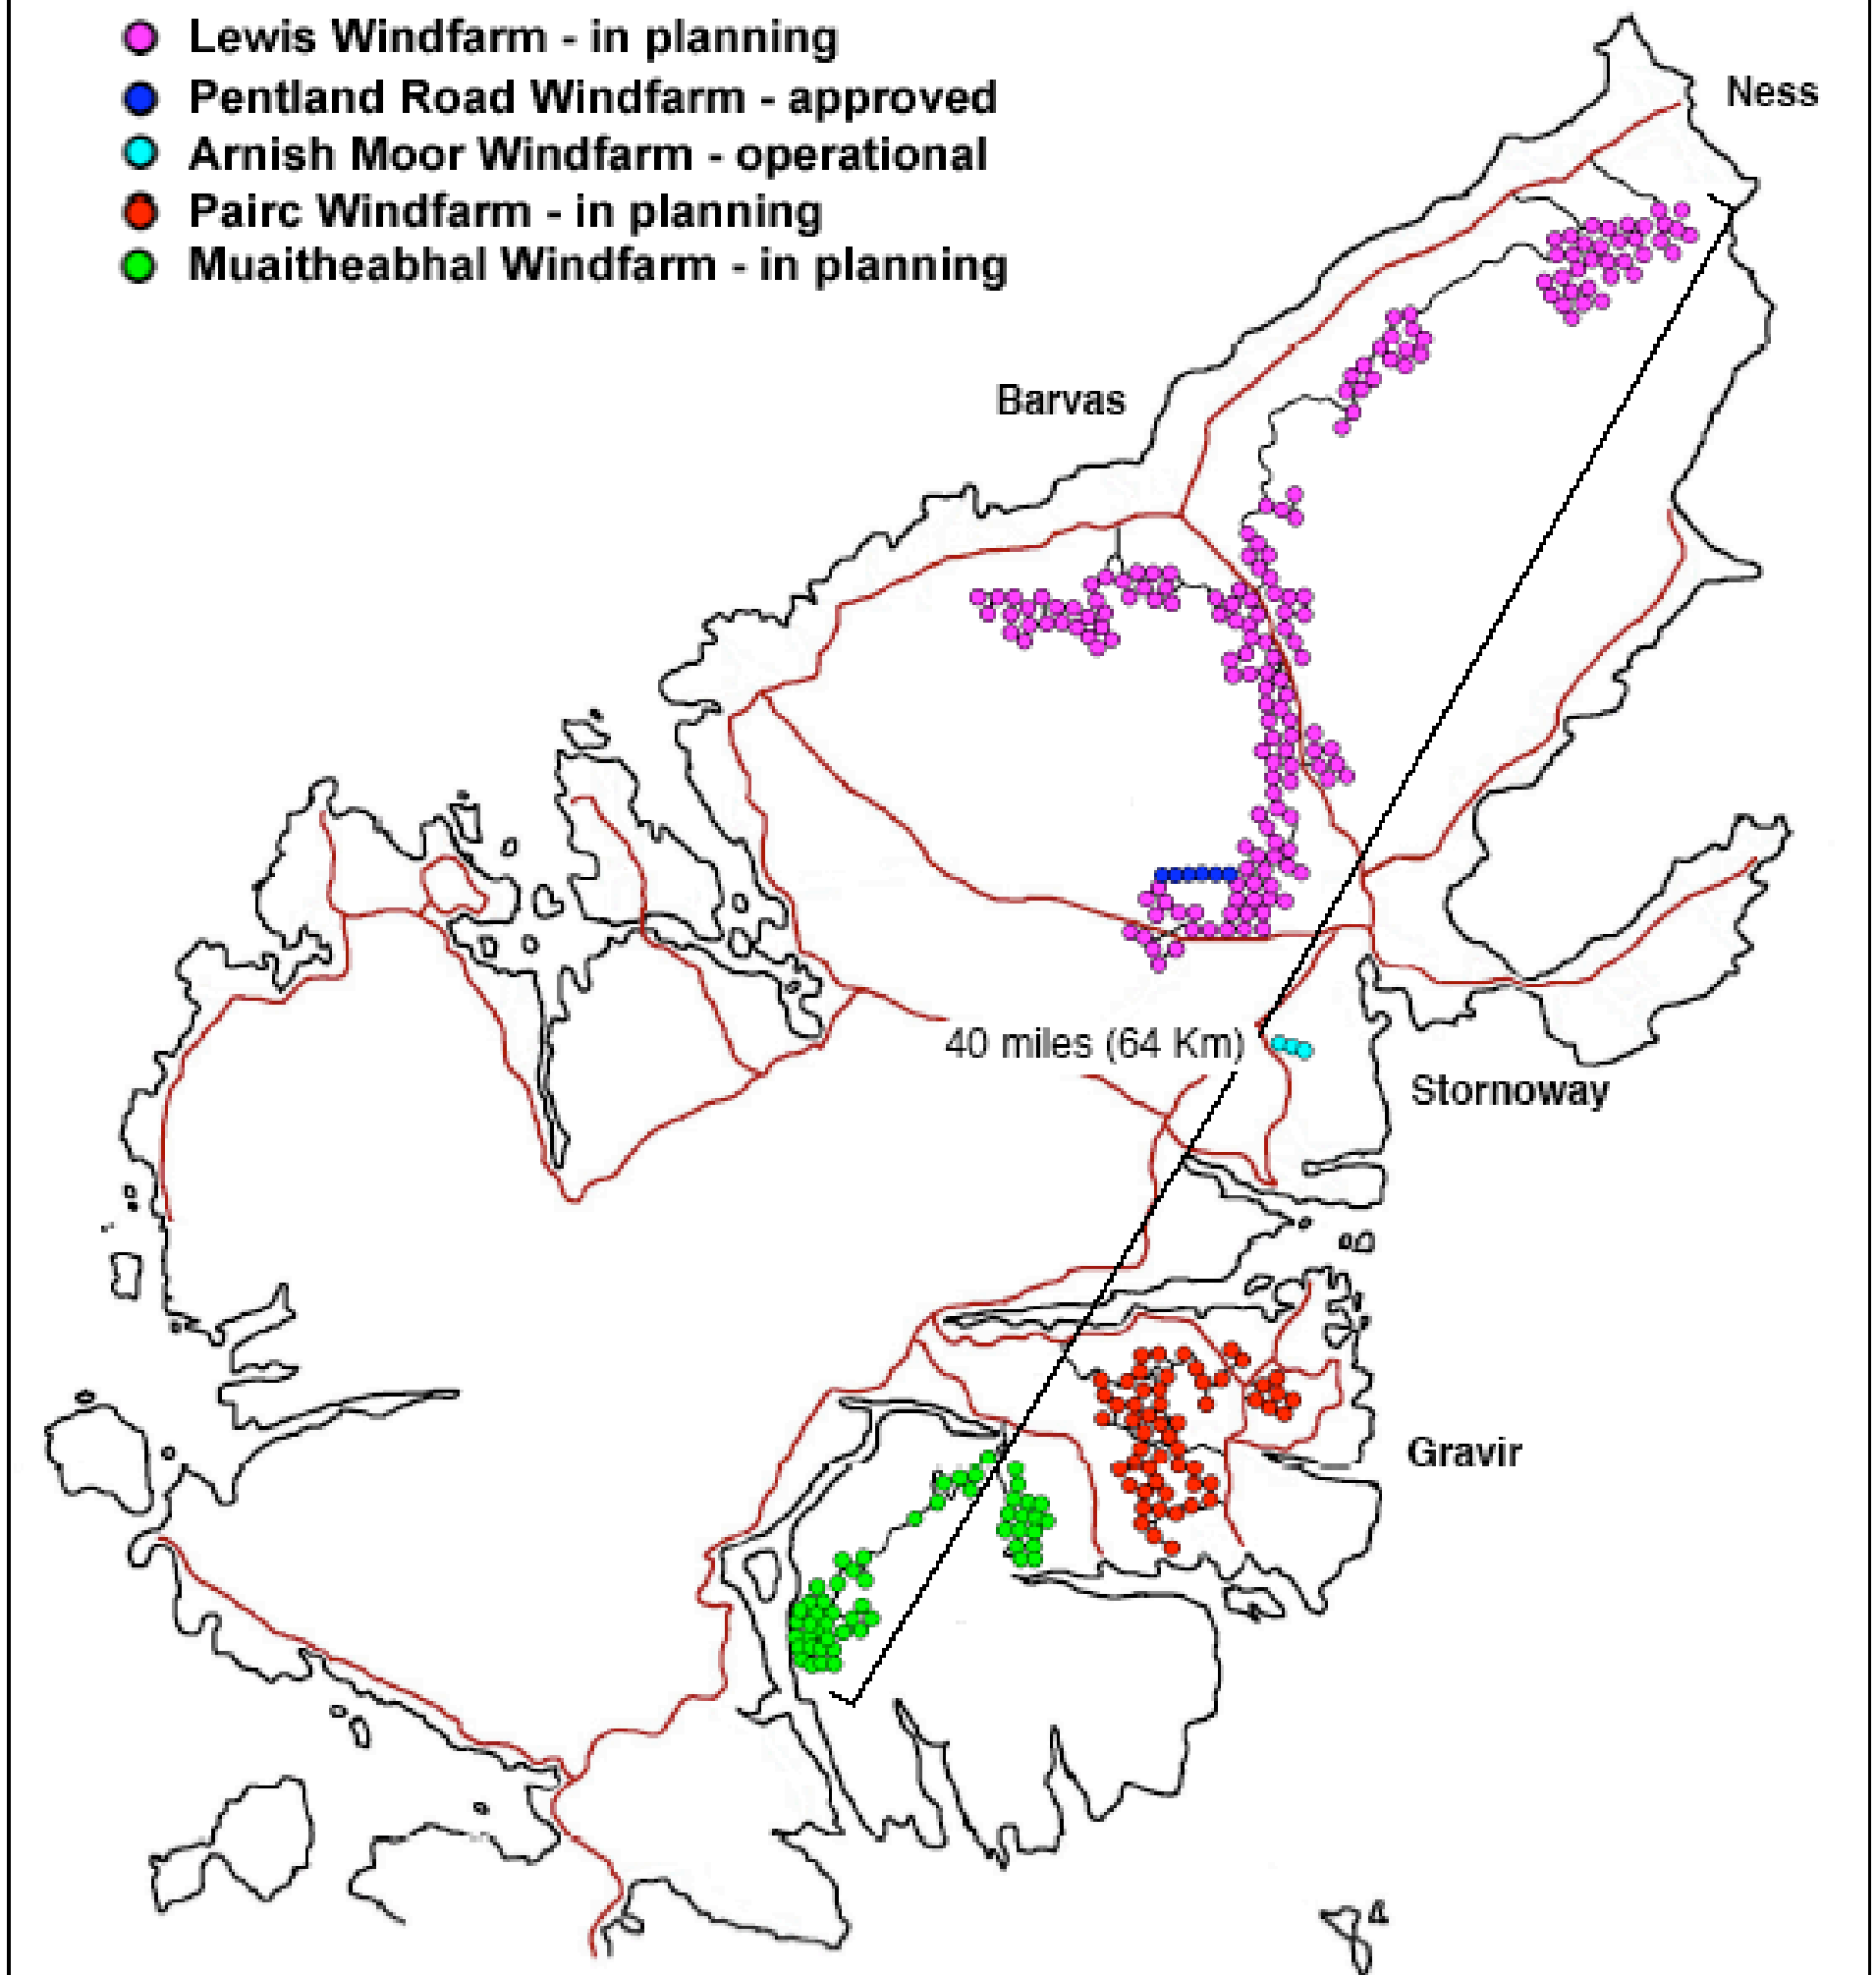 Lewis Windfarm - in planning
Pentland Road Windfarm - approved
Arnish Moor Windfarm - operational
Pairc Windfarm - in planning
Muaitheabhal Windfarm - in planning
Ness
Barvas
40 miles (64 Km)
Stornoway
Gravir